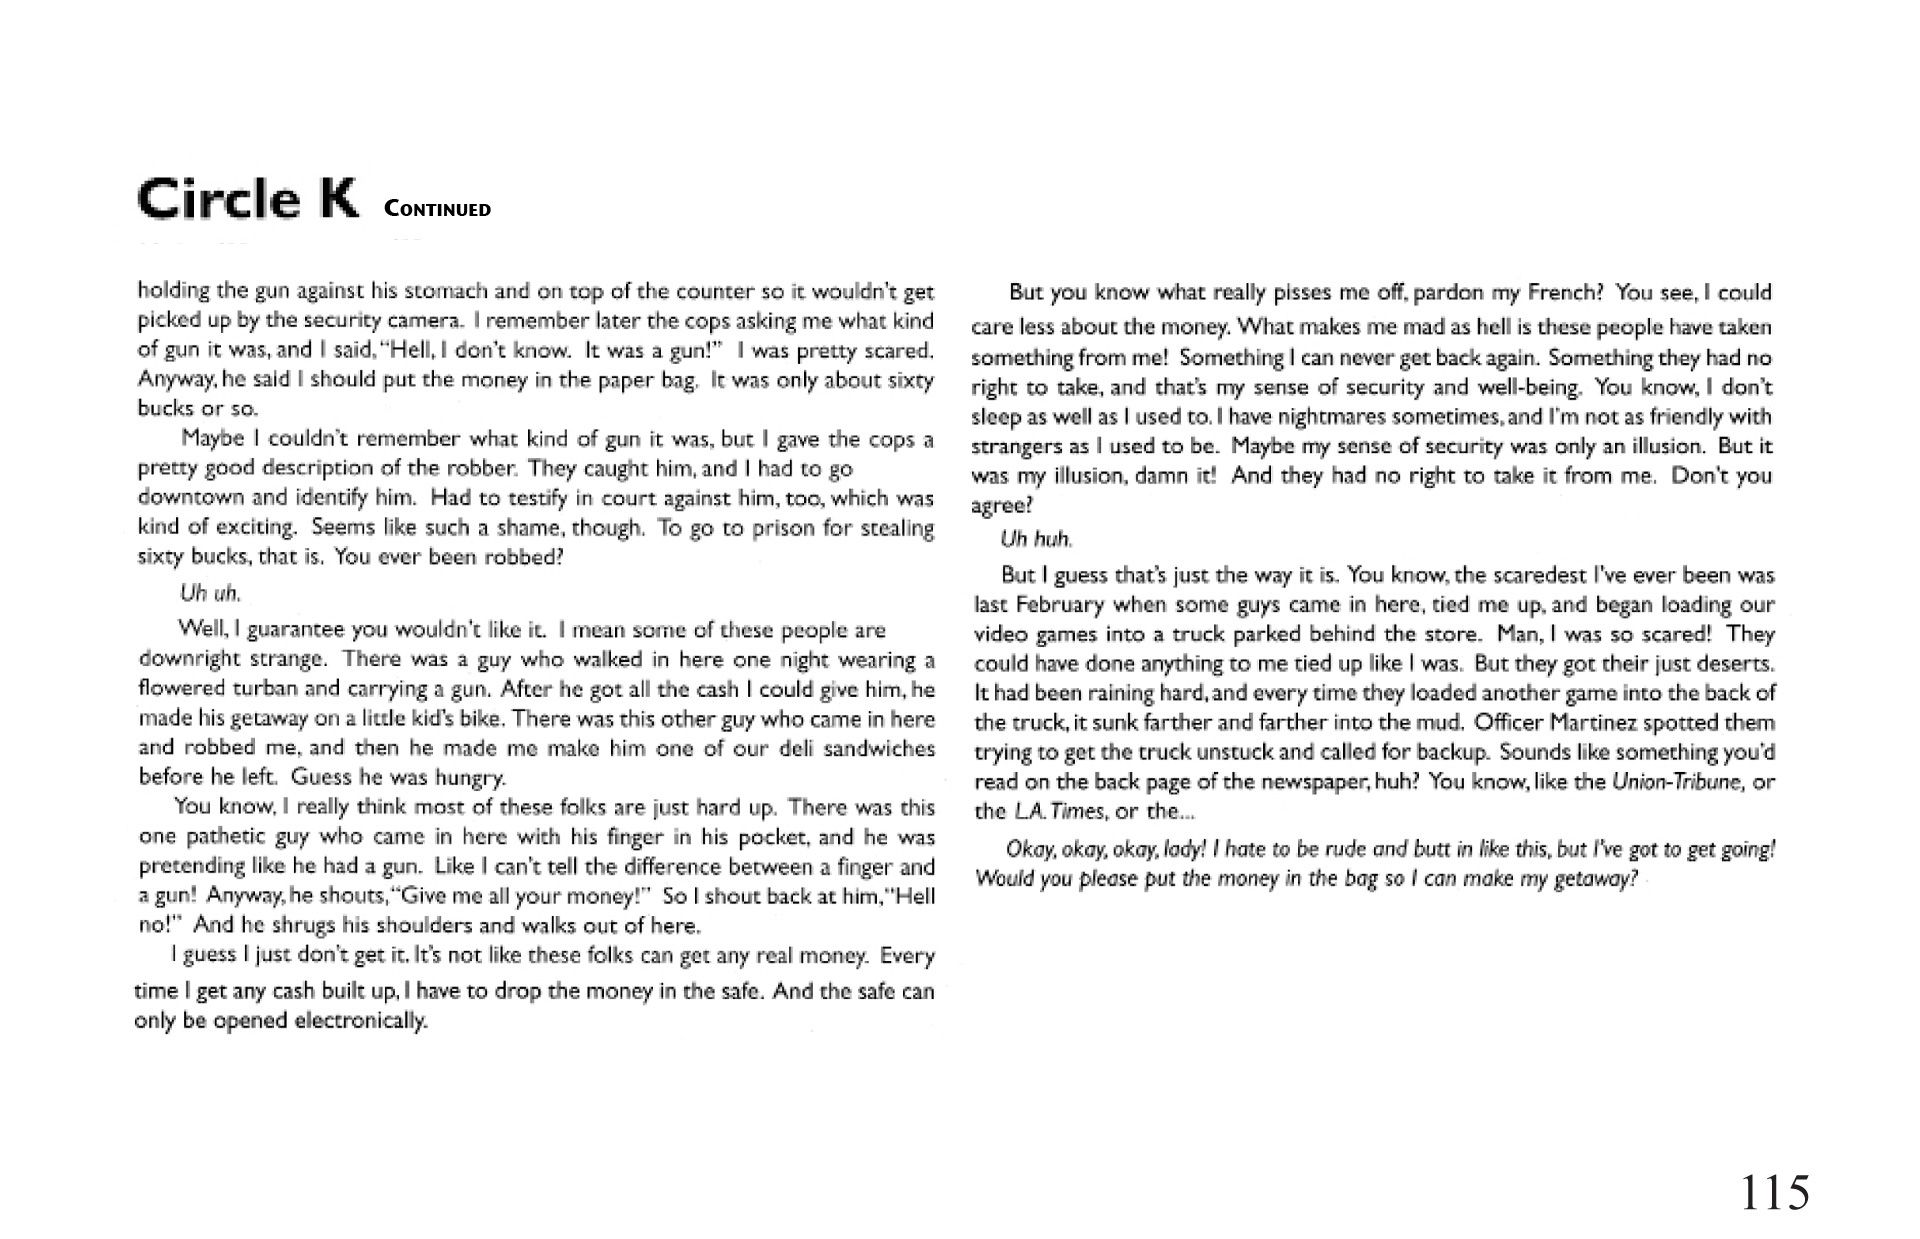 Circle K CONTINUED
holding the gun against his stomach and on top of the counter so it wouldn't get
picked up by the security camera. I remember later the cops asking me what kind
of gun it was, and I said, "Hell, I don't know. It was a gun!" I was pretty scared.
Anyway, he said I should put the money in the paper bag. It was only about sixty
bucks or so.
Maybe I couldn't remember what kind of gun it was, but I gave the cops a
pretty good description of the robber. They caught him, and I had to go
downtown and identify him. Had to testify in court against him, too, which was
kind of exciting. Seems like such a shame, though. To go to prison for stealing
sixty bucks, that is. You ever been robbed?
Uh uh.
Well, I guarantee you wouldn't like it. I mean some of these people are
downright strange. There was a guy who walked in here one night wearing a
flowered turban and carrying a gun. After he got all the cash I could give him, he
made his getaway on a little kid's bike. There was this other guy who came in here
and robbed me, and then he made me make him one of our deli sandwiches
before he left. Guess he was hungry.
You know, I really think most of these folks are just hard up. There was this
one pathetic guy who came in here with his finger in his pocket, and he was
pretending like he had a gun. Like I can't tell the difference between a finger and
a gun! Anyway, he shouts, "Give me all your money!" So I shout back at him, "Hell
no!" And he shrugs his shoulders and walks out of here.
I guess I just don't get it. It's not like these folks can get any real money. Every
time I get any cash built up, I have to drop the money in the safe. And the safe can
only be opened electronically.
But you know what really pisses me off, pardon my French? You see, I could
care less about the money. What makes me mad as hell is these people have taken
something from me! Something I can never get back again. Something they had no
right to take, and that's my sense of security and well-being. You know, I don't
sleep as well as I used to. I have nightmares sometimes, and I'm not as friendly with
strangers as I used to be. Maybe my sense of security was only an illusion. But it
was my illusion, damn it! And they had no right to take it from me. Don't you
agree?
Uh huh.
But I guess that's just the way it is. You know, the scaredest I've ever been was
last February when some guys came in here, tied me up, and began loading our
video games into a truck parked behind the store. Man, I was so scared! They
could have done anything to me tied up like I was. But they got their just deserts.
It had been raining hard, and every time they loaded another game into the back of
the truck, it sunk farther and farther into the mud. Officer Martinez spotted them
trying to get the truck unstuck and called for backup. Sounds like something you'd
read on the back page of the newspaper, huh? You know, like the Union-Tribune, or
the L.A. Times, or the...
Okay, okay, okay, lady! I hate to be rude and butt in like this, but I've got to get going!
Would you please put the money in the bag so I can make my getaway?
115